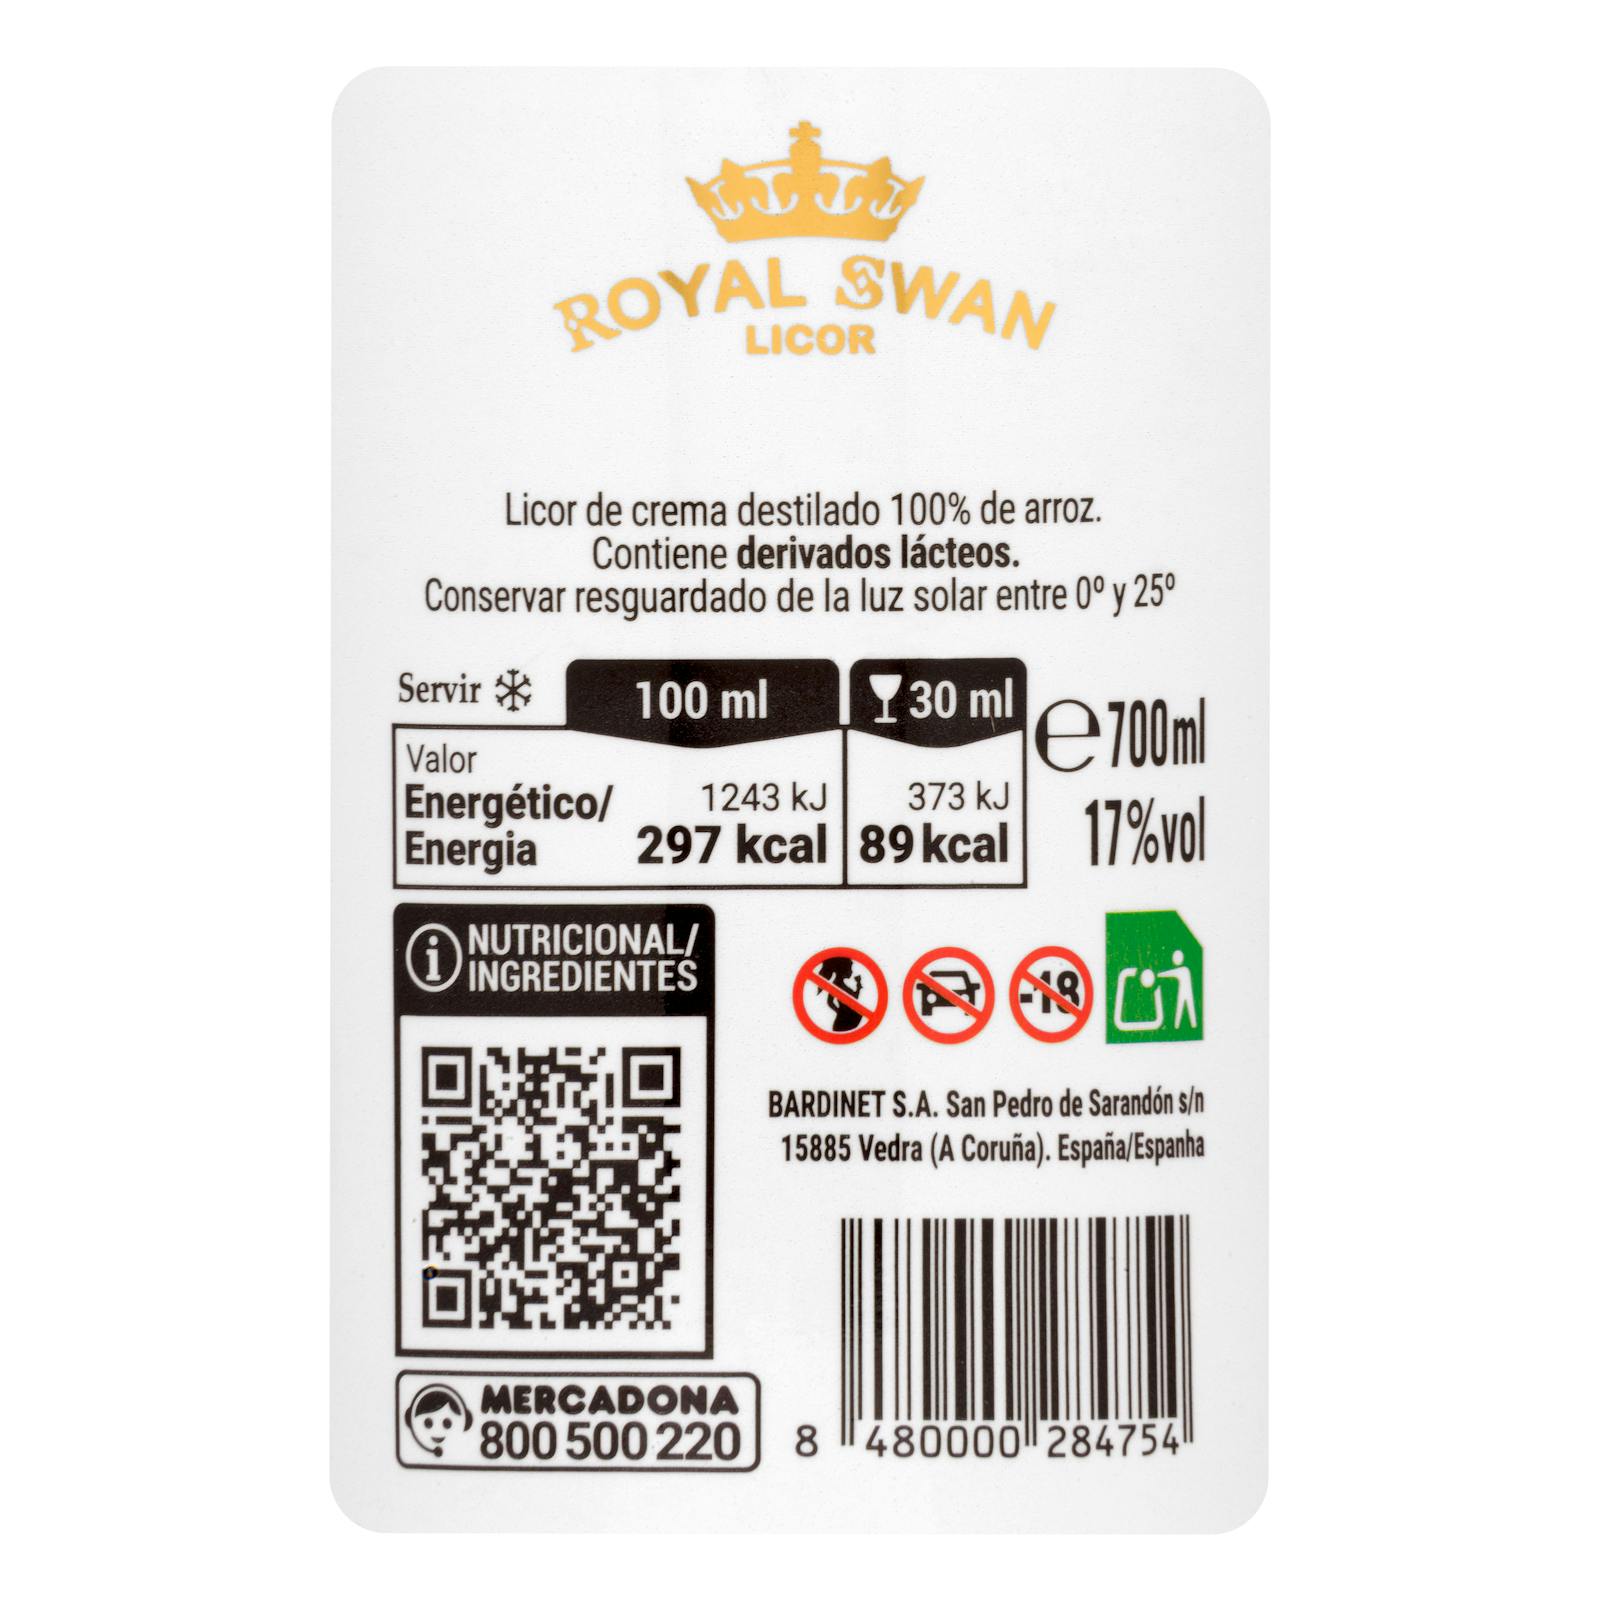 ROYAL SWAN
LICOR
Licor de crema destilado 100% de arroz.
Contiene derivados lácteos.
Conservar resguardado de la luz solar entre 0º y 25º
Servir
100 ml
30 ml
℮700ml
17%vol
Valor
Energético/
Energia
1243 kJ
297 kcal
373 kJ
89 kcal
i NUTRICIONAL/
INGREDIENTES
-18
BARDINET S.A. San Pedro de Sarandón s/n
15885 Vedra (A Coruña). España/Espanha
MERCADONA
800 500 220
8 480000 284754